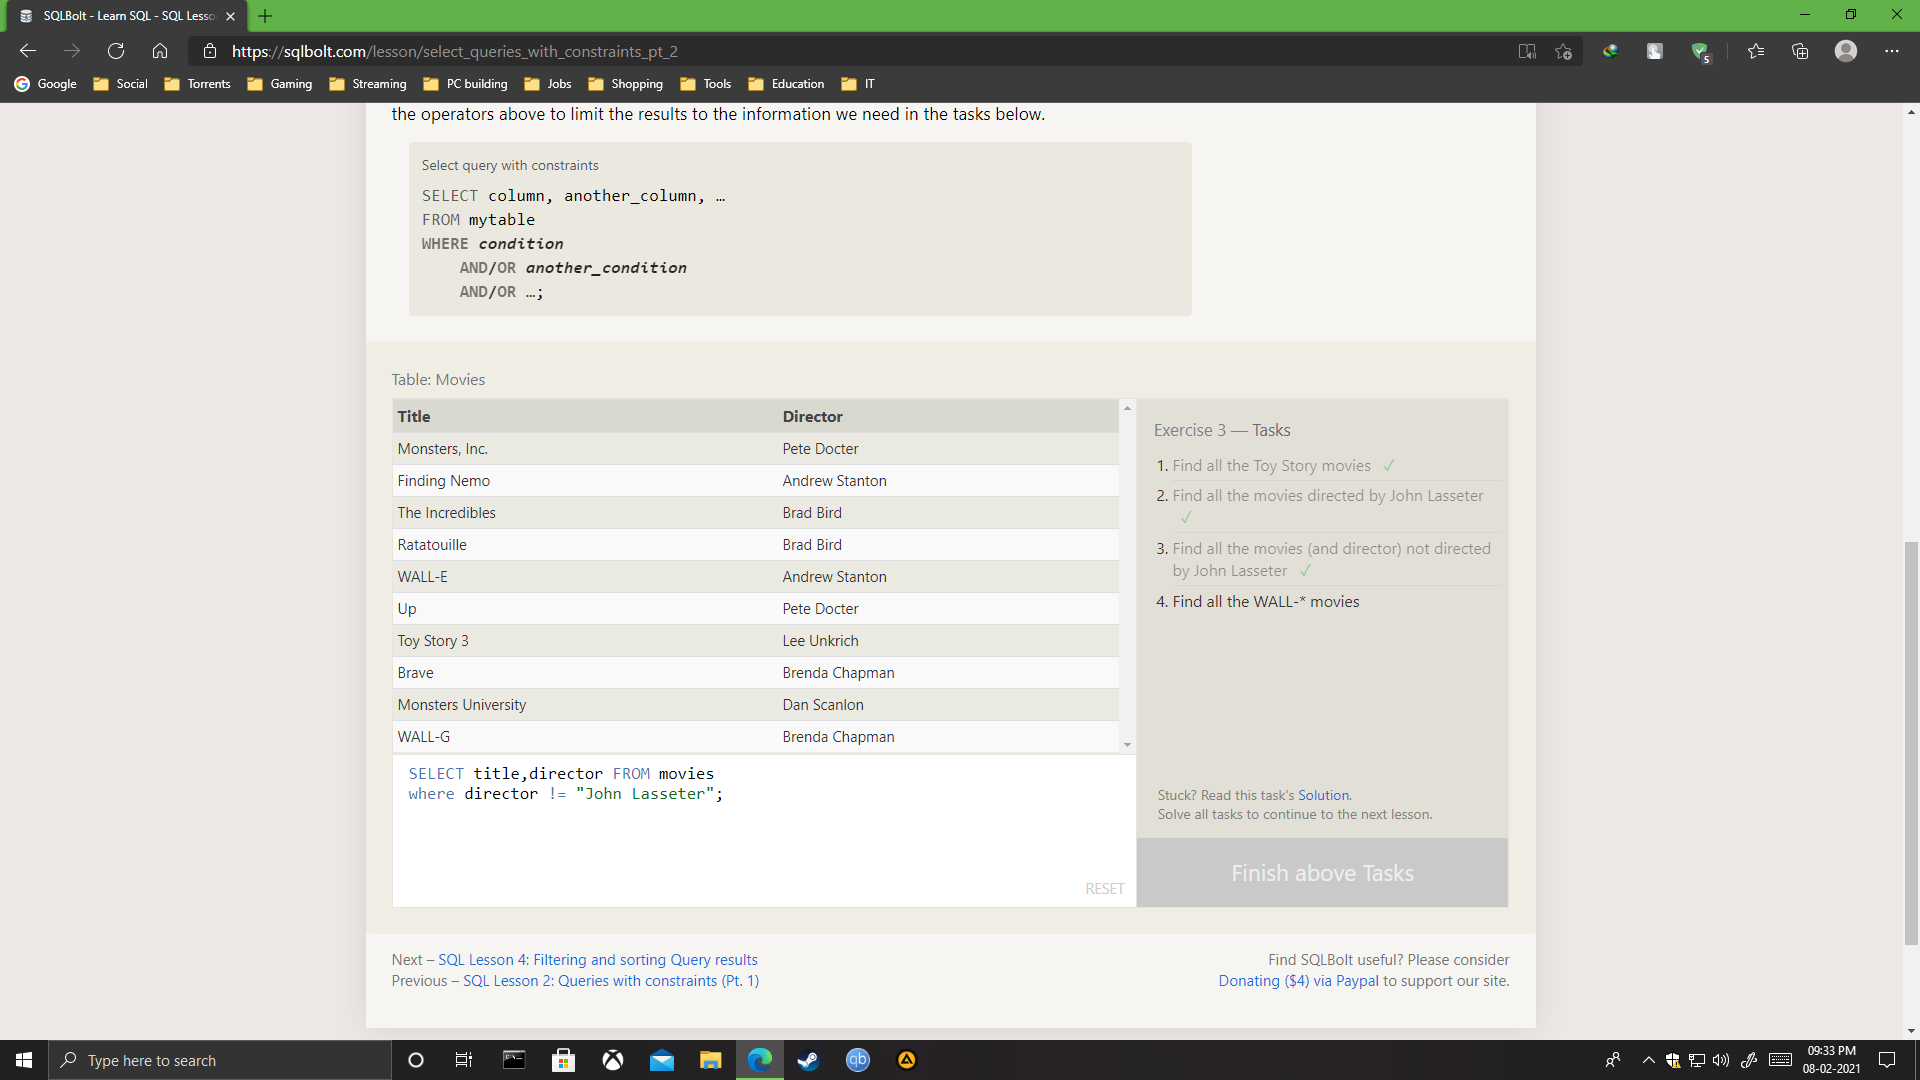 SQLBolt - Learn SQL - SQL Lesso
https://sqlbolt.com/lesson/select_queries_with_constraints_pt_2
5
Google Social Torrents Gaming Streaming PC building Jobs Shopping Tools Education IT
the operators above to limit the results to the information we need in the tasks below.
Select query with constraints
SELECT column, another_column, …
FROM mytable
WHERE condition
AND/OR another_condition
AND/OR …;
Table: Movies
Title Director
Monsters, Inc. Pete Docter
Finding Nemo Andrew Stanton
The Incredibles Brad Bird
Ratatouille Brad Bird
WALL-E Andrew Stanton
Up Pete Docter
Toy Story 3 Lee Unkrich
Brave Brenda Chapman
Monsters University Dan Scanlon
WALL-G Brenda Chapman
SELECT title,director FROM movies
where director != "John Lasseter";
RESET
Exercise 3 — Tasks
1. Find all the Toy Story movies ✓
2. Find all the movies directed by John Lasseter
✓
3. Find all the movies (and director) not directed
by John Lasseter ✓
4. Find all the WALL-* movies
Stuck? Read this task's Solution.
Solve all tasks to continue to the next lesson.
Finish above Tasks
Next – SQL Lesson 4: Filtering and sorting Query results
Previous – SQL Lesson 2: Queries with constraints (Pt. 1)
Find SQLBolt useful? Please consider
Donating ($4) via Paypal to support our site.
Type here to search
qb
09:33 PM
08-02-2021